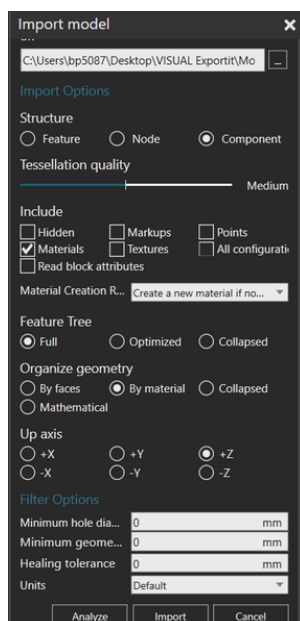 Import model
C:\Users\bp5087\Desktop\VISUAL Exportit\Mo ...
Import Options
Structure
Feature Node Component
Tessellation quality
Medium
Include
Hidden Markups Points
Materials Textures All configurati
Read block attributes
Material Creation R... Create a new material if no...
Feature Tree
Full Optimized Collapsed
Organize geometry
By faces By material Collapsed
Mathematical
Up axis
+X +Y +Z
-X -Y -Z
Filter Options
Minimum hole dia... 0 mm
Minimum geome... 0 mm
Healing tolerance 0 mm
Units Default
Analyze Import Cancel